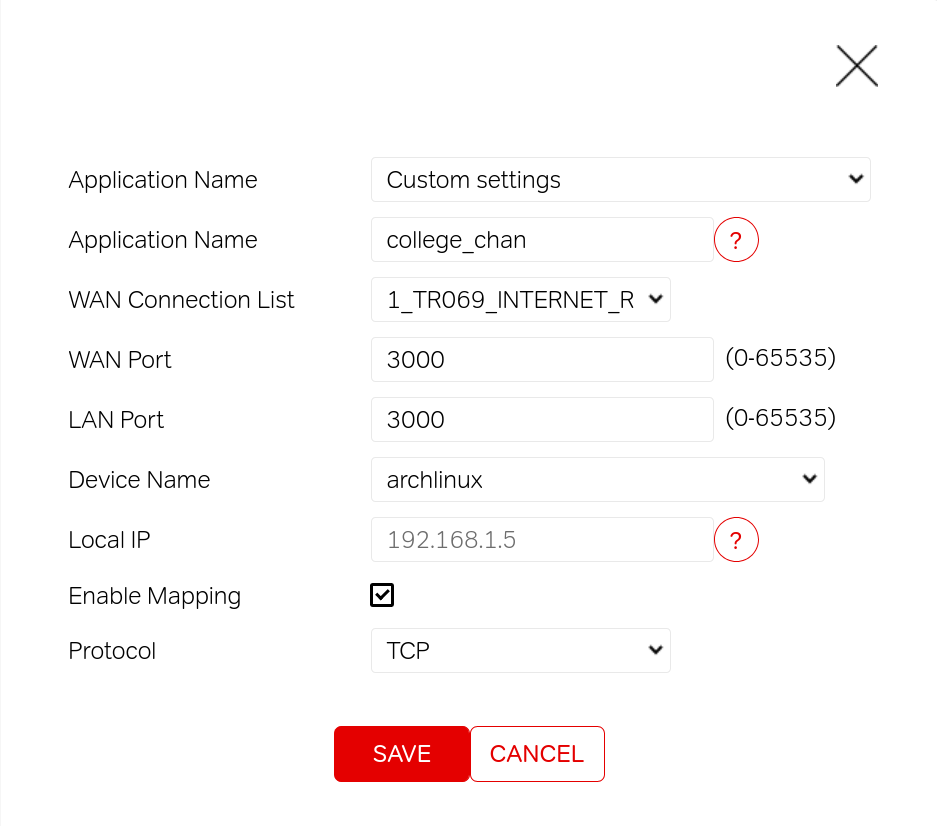 Application Name Custom settings
Application Name college_chan ?
WAN Connection List 1_TR069_INTERNET_R
WAN Port 3000 (0-65535)
LAN Port 3000 (0-65535)
Device Name archlinux
Local IP 192.168.1.5 ?
Enable Mapping
Protocol TCP
SAVE CANCEL